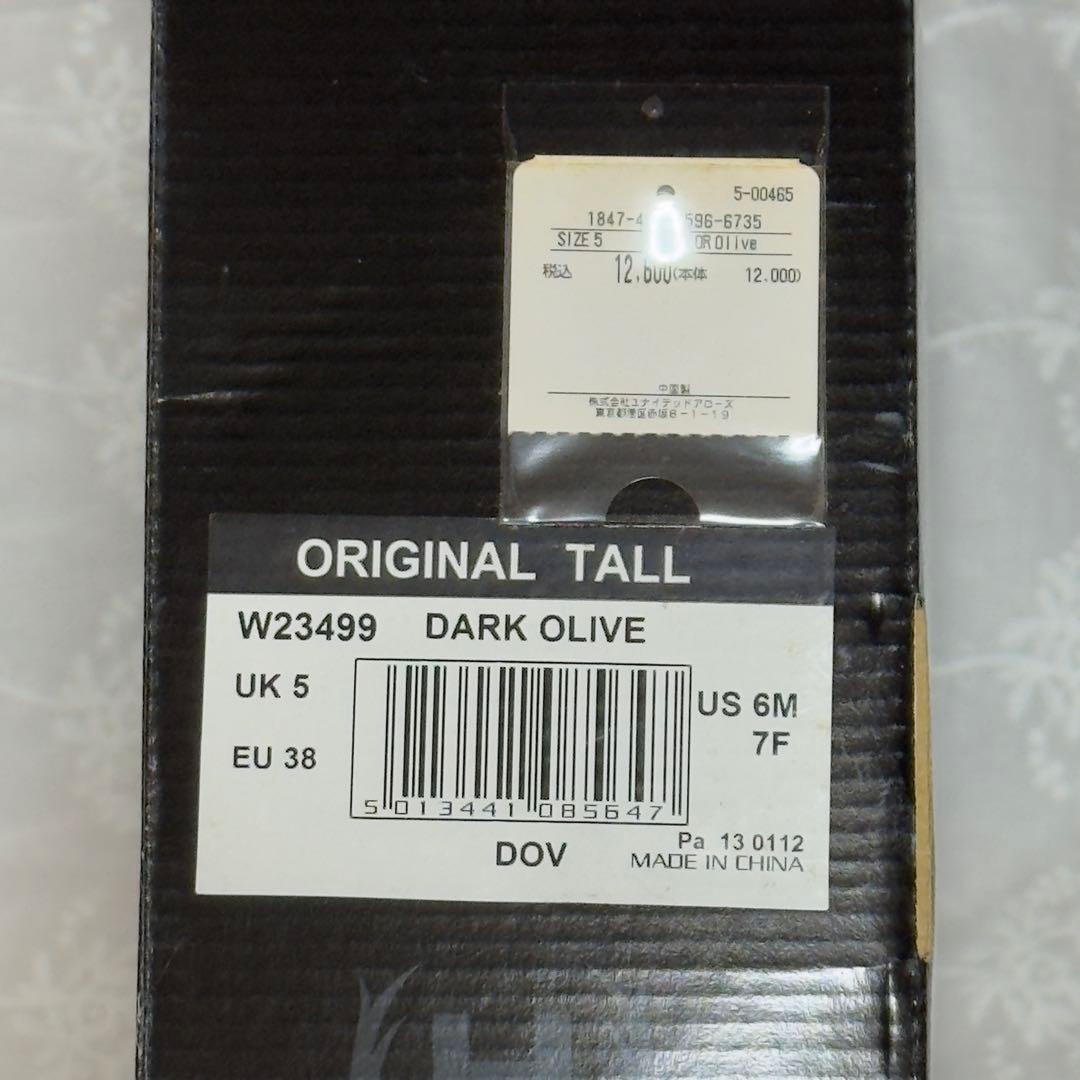 5-00465
1847-4 596-6735
SIZE 5 OROlive
税込 12,600(本体 12.000)
中国製
株式会社ユナイテッドアローズ
東京都港区赤坂8-1-19
ORIGINAL TALL
W23499 DARK OLIVE
UK 5
US 6M
7F
EU 38
5 013441 085647
DOV
Pa 13 0112
MADE IN CHINA